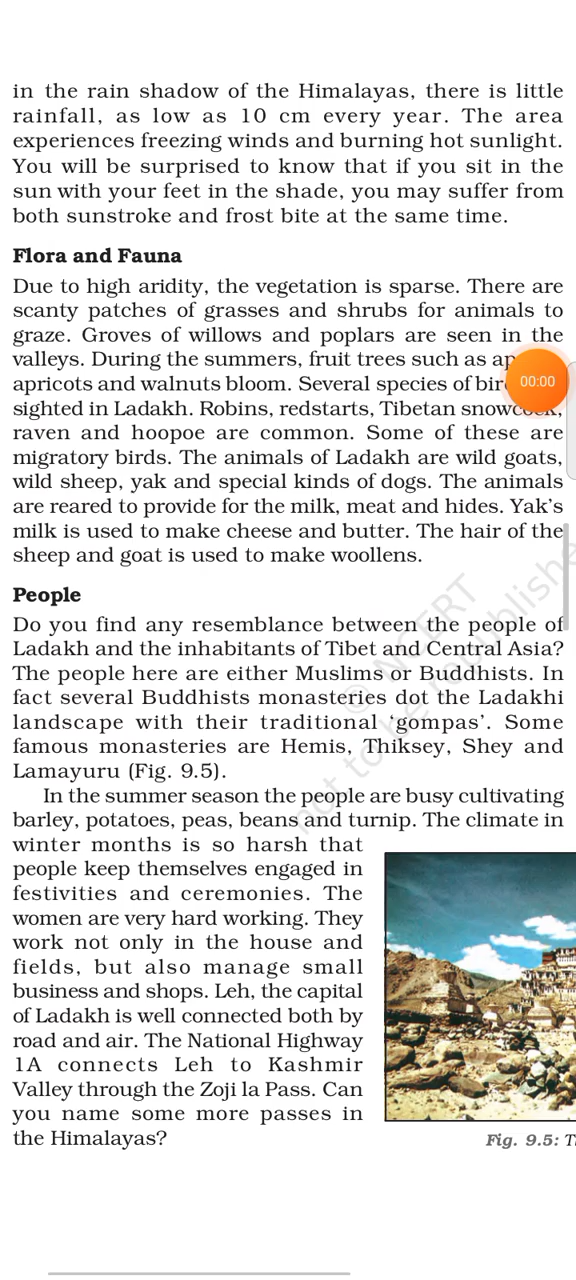 in the rain shadow of the Himalayas, there is little
rainfall, as low as 10 cm every year. The area
experiences freezing winds and burning hot sunlight.
You will be surprised to know that if you sit in the
sun with your feet in the shade, you may suffer from
both sunstroke and frost bite at the same time.
Flora and Fauna
Due to high aridity, the vegetation is sparse. There are
scanty patches of grasses and shrubs for animals to
graze. Groves of willows and poplars are seen in the
valleys. During the summers, fruit trees such as
apricots and walnuts bloom. Several species of
00:00
sighted in Ladakh. Robins, redstarts, Tibetan snowcock,
raven and hoopoe are common. Some of these are
migratory birds. The animals of Ladakh are wild goats,
wild sheep, yak and special kinds of dogs. The animals
are reared to provide for the milk, meat and hides. Yak's
milk is used to make cheese and butter. The hair of the
sheep and goat is used to make woollens.
People
Do you find any resemblance between the people of
Ladakh and the inhabitants of Tibet and Central Asia?
The people here are either Muslims or Buddhists. In
fact several Buddhists monasteries dot the Ladakhi
landscape with their traditional 'gompas'. Some
famous monasteries are Hemis, Thiksey, Shey and
Lamayuru (Fig. 9.5).
In the summer season the people are busy cultivating
barley, potatoes, peas, beans and turnip. The climate in
winter months is so harsh that
people keep themselves engaged in
festivities and ceremonies. The
women are very hard working. They
work not only in the house and
fields, but also manage small
business and shops. Leh, the capital
of Ladakh is well connected both by
road and air. The National Highway
1A connects Leh to Kashmir
Valley through the Zoji la Pass. Can
you name some more passes in
the Himalayas?
Fig. 9.5:
© NCERT
not to be republished